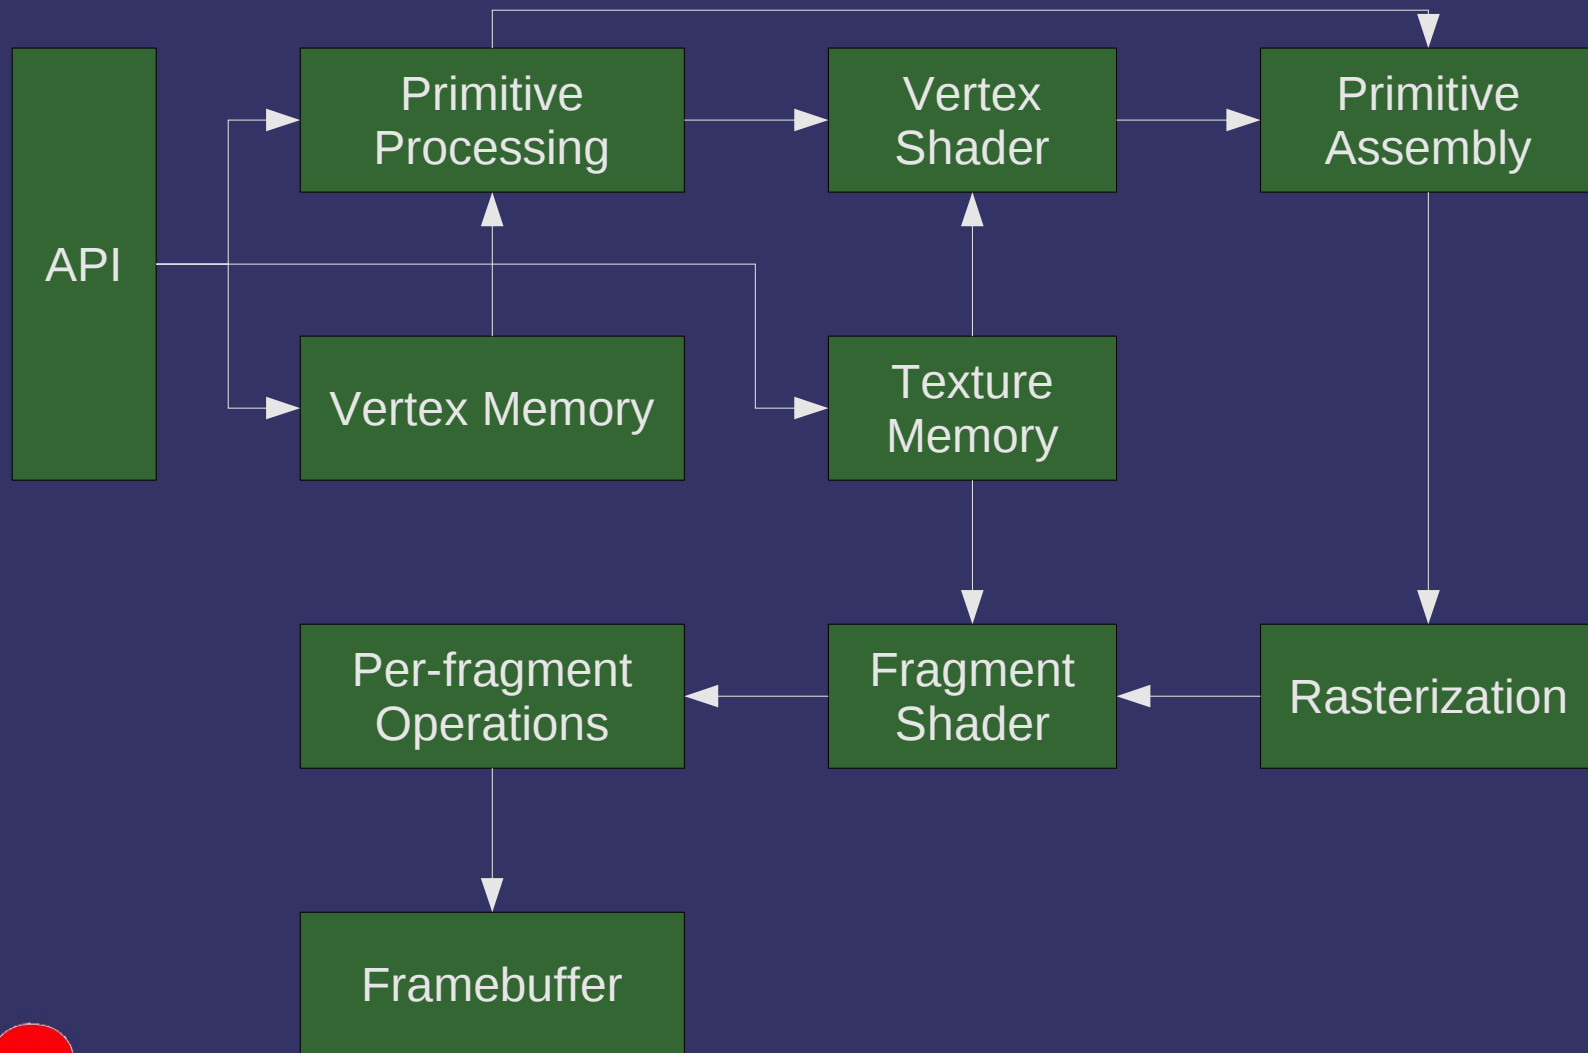 Primitive
Processing
Vertex
Shader
Primitive
Assembly
API
Vertex Memory
Texture
Memory
Per-fragment
Operations
Fragment
Shader
Rasterization
Framebuffer